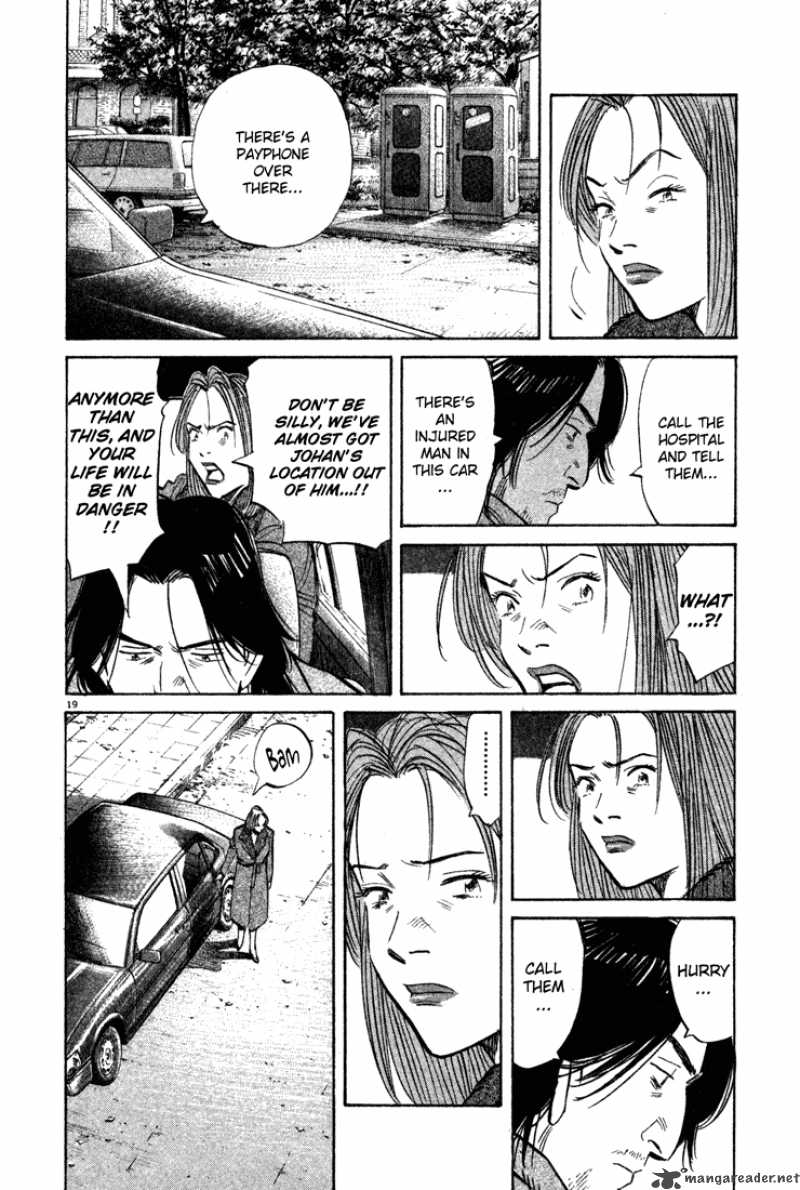 THERE'S A
PAYPHONE
OVER
THERE...
CALL THE
HOSPITAL
AND TELL
THEM...
THERE'S
AN
INJURED
MAN IN
THIS CAR
...
WHAT
...?!
DON'T BE
SILLY, WE'VE
ALMOST GOT
JOHAN'S
LOCATION OUT
OF HIM...!!
ANYMORE
THAN
THIS, AND
YOUR
LIFE WILL
BE IN
DANGER
!!
19
HURRY
...
CALL
THEM
...
.........
Bam
mangareader.net